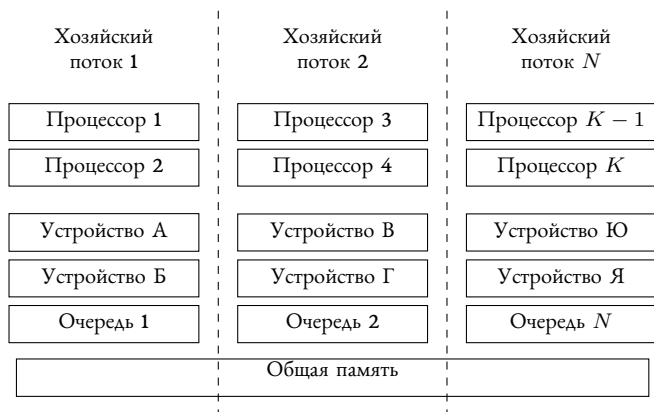 Хозяйский
поток 1
Хозяйский
поток 2
Хозяйский
поток N
Процессор 1
Процессор 3
Процессор K − 1
Процессор 2
Процессор 4
Процессор K
Устройство А
Устройство В
Устройство Ю
Устройство Б
Устройство Г
Устройство Я
Очередь 1
Очередь 2
Очередь N
Общая память